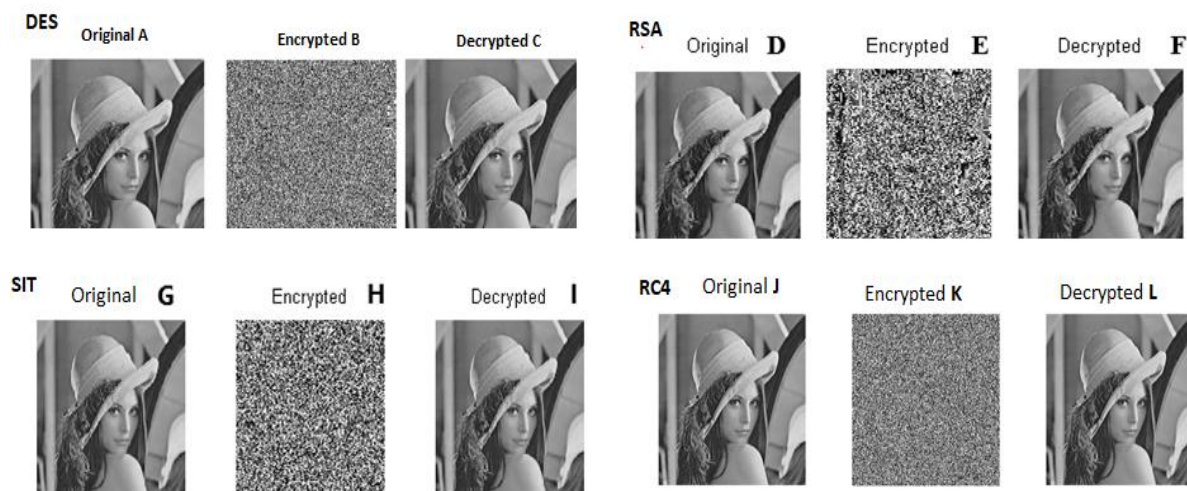 DES
Original A
Encrypted B
Decrypted C
RSA
Original D
Encrypted E
Decrypted F
SIT
Original G
Encrypted H
Decrypted I
RC4
Original J
Encrypted K
Decrypted L